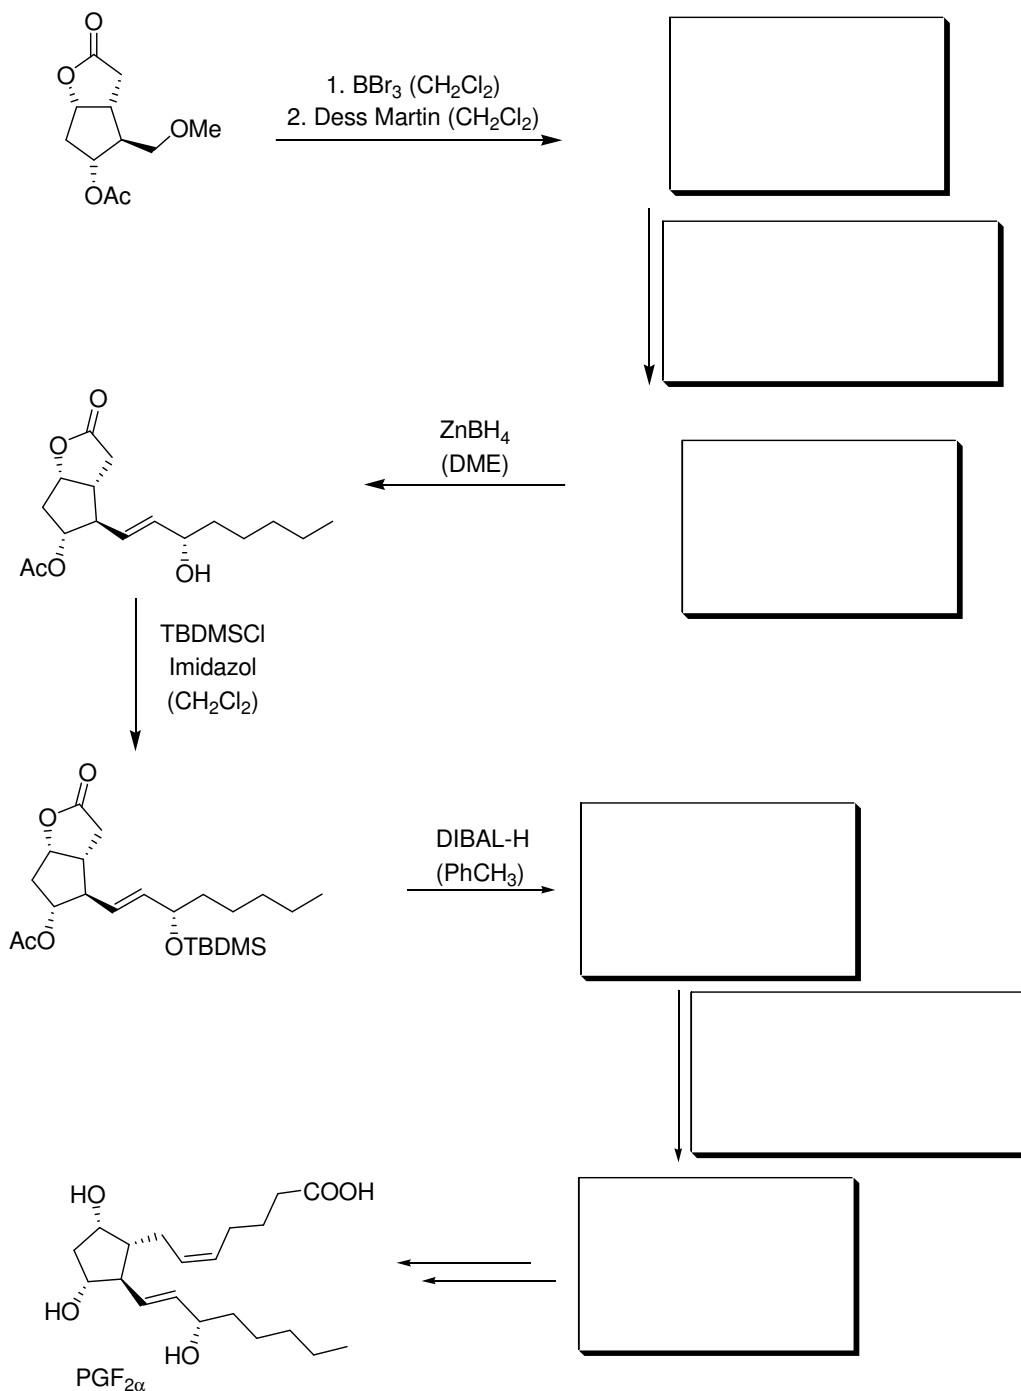 O
O
OMe
OAc
1. BBr₃ (CH₂Cl₂)
2. Dess Martin (CH₂Cl₂)
O
O
AcO
OH
ZnBH₄
(DME)
TBDMSCl
Imidazol
(CH₂Cl₂)
O
O
AcO
OTBDMS
DIBAL-H
(PhCH₃)
HO
COOH
HO
HO
PGF₂α